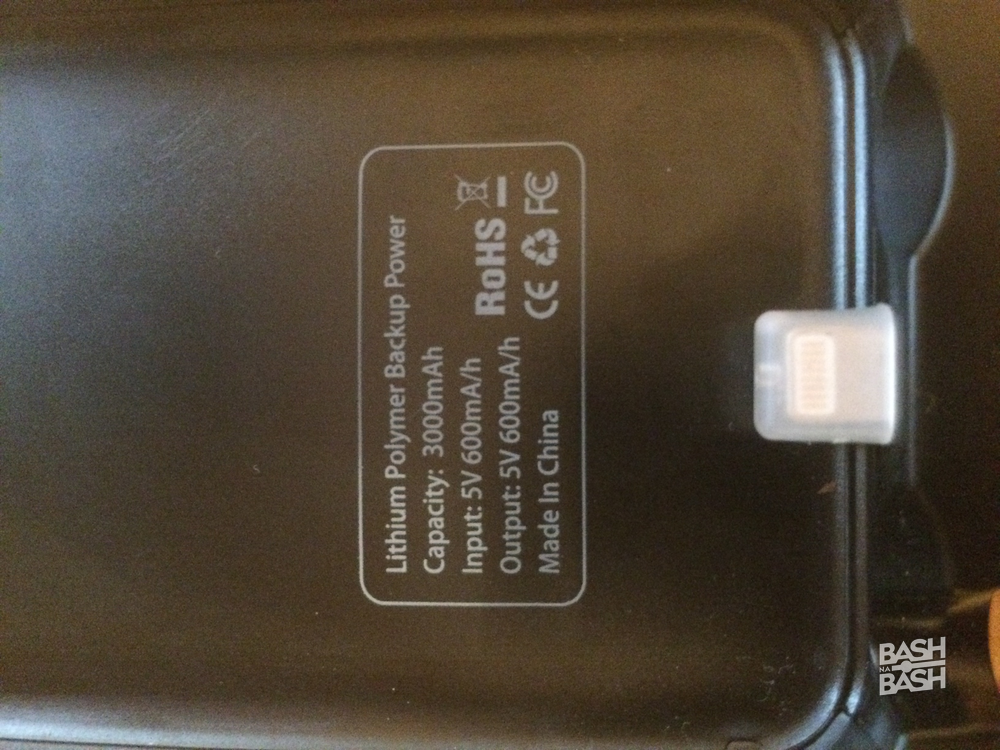 Lithium Polymer Backup Power
Capacity: 3000mAh
Input: 5V 600mA/h
Output: 5V 600mA/h
Made In China
RoHS
CE FC
BASH
NA
BASH